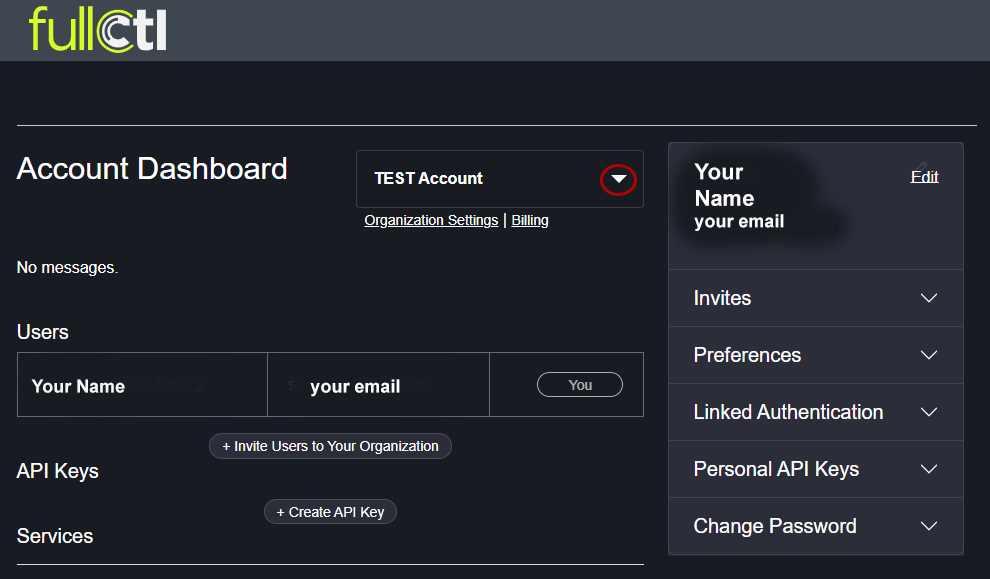 fullctl
Account Dashboard
TEST Account
Organization Settings | Billing
No messages.
Users
Your Name
your email
You
+ Invite Users to Your Organization
API Keys
+ Create API Key
Services
Your
Name
your email
Edit
Invites
Preferences
Linked Authentication
Personal API Keys
Change Password